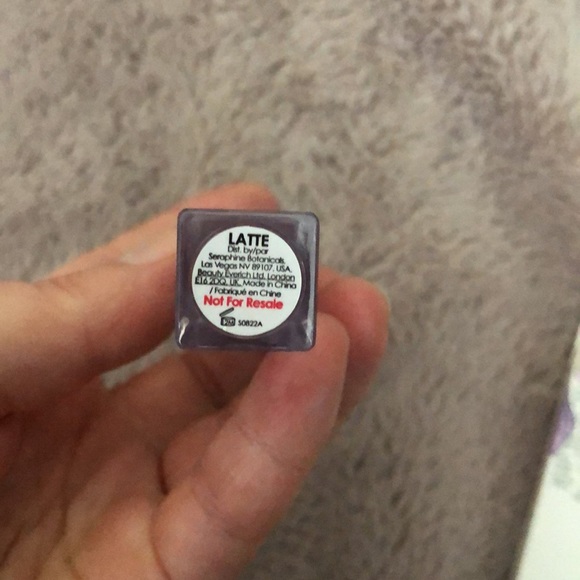 LATTE
Dist. by/par
Seraphine Botanicals,
Las Vegas NV 89107, USA,
Beauty Everich Ltd, London
E16 2DQ, UK, Made in China
/ Fabriqué en Chine
Not For Resale
S0822A